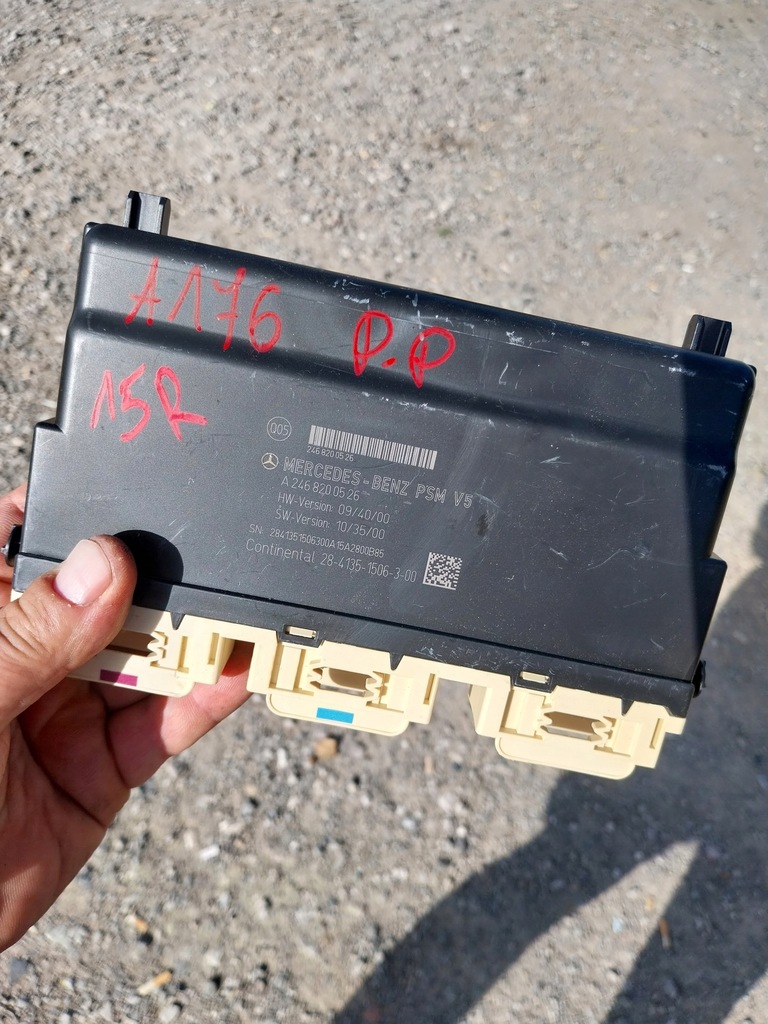 A176 P.P
15R
Q05
246 820 05 26
MERCEDES-BENZ PSM V5
A 246 820 05 26
HW-Version: 09/40/00
SW-Version: 10/35/00
SN: 2841351506300A15A2800B85
Continental 28-4135-1506-3-00